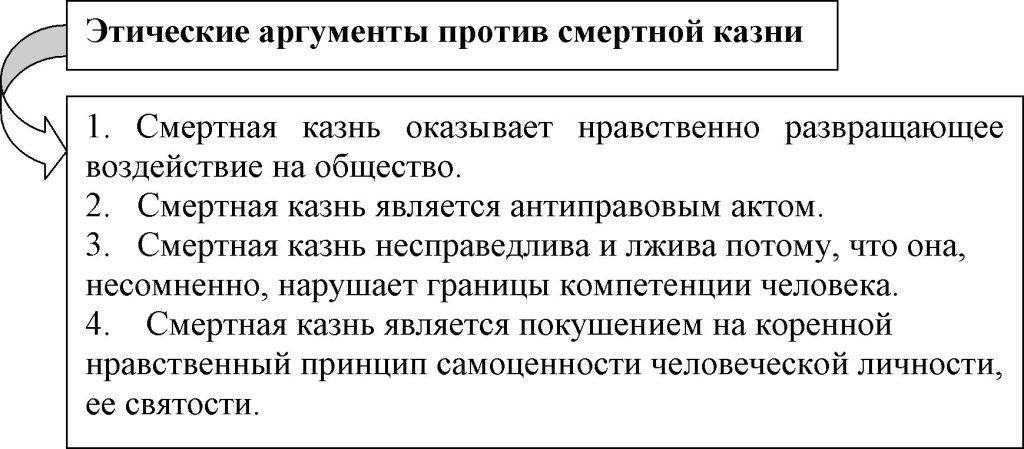 Этические аргументы против смертной казни
1. Смертная казнь оказывает нравственно развращающее
воздействие на общество.
2. Смертная казнь является антиправовым актом.
3. Смертная казнь несправедлива и лжива потому, что она,
несомненно, нарушает границы компетенции человека.
4. Смертная казнь является покушением на коренной
нравственный принцип самоценности человеческой личности,
ее святости.